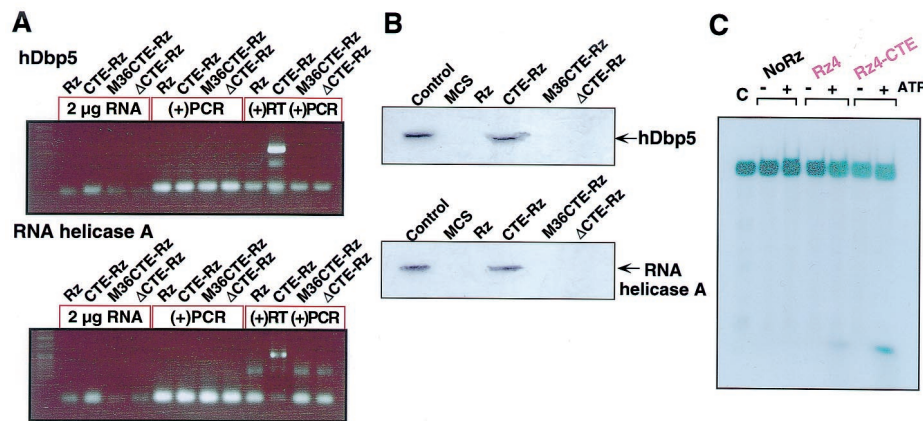 A
hDbp5
Rz CTE-Rz M36CTE-Rz ΔCTE-Rz Rz CTE-Rz M36CTE-Rz ΔCTE-Rz Rz CTE-Rz M36CTE-Rz ΔCTE-Rz
2 μg RNA (+)PCR (+)RT (+)PCR
RNA helicase A
Rz CTE-Rz M36CTE-Rz ΔCTE-Rz Rz CTE-Rz M36CTE-Rz ΔCTE-Rz Rz CTE-Rz M36CTE-Rz ΔCTE-Rz
2 μg RNA (+)PCR (+)RT (+)PCR
B
Control MCS Rz CTE-Rz M36CTE-Rz ΔCTE-Rz
hDbp5
Control MCS Rz CTE-Rz M36CTE-Rz ΔCTE-Rz
RNA
helicase A
C
NoRz Rz4 Rz4-CTE
C - + - + - + ATP